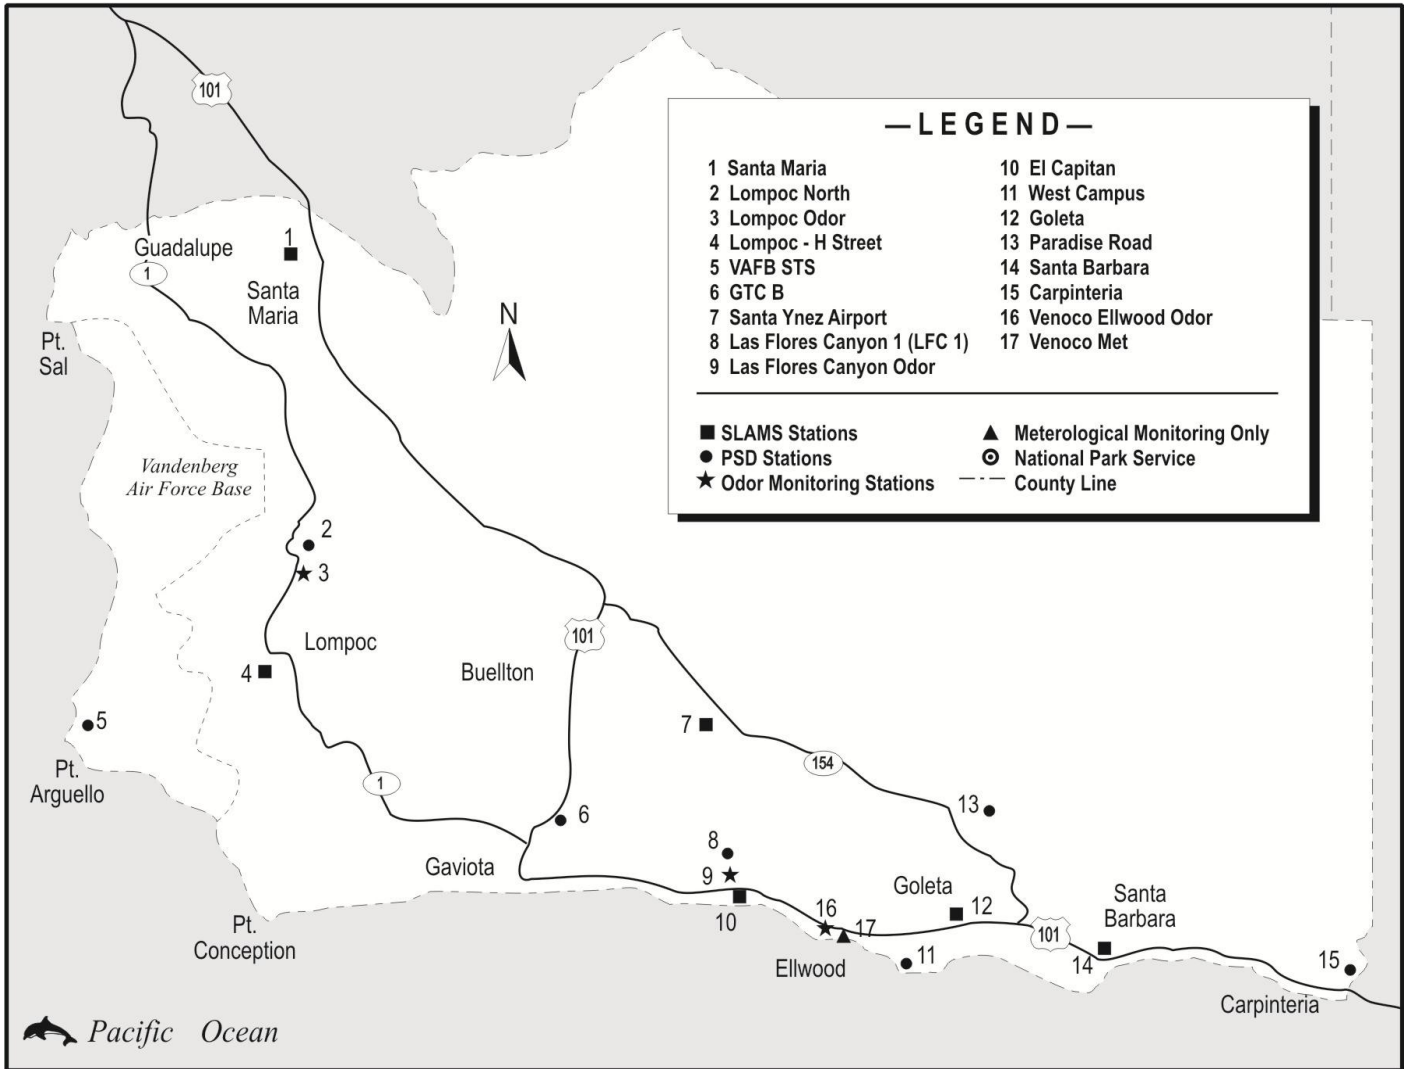 101
— L E G E N D —
1 Santa Maria
2 Lompoc North
3 Lompoc Odor
4 Lompoc - H Street
5 VAFB STS
6 GTC B
7 Santa Ynez Airport
8 Las Flores Canyon 1 (LFC 1)
9 Las Flores Canyon Odor
10 El Capitan
11 West Campus
12 Goleta
13 Paradise Road
14 Santa Barbara
15 Carpinteria
16 Venoco Ellwood Odor
17 Venoco Met
SLAMS Stations
PSD Stations
Odor Monitoring Stations
Meterological Monitoring Only
National Park Service
County Line
Guadalupe
1
1
Santa
Maria
N
Pt.
Sal
Vandenberg
Air Force Base
2
3
Lompoc
101
Buellton
4
5
7
Pt.
Arguello
1
154
6
13
8
Gaviota
9
Goleta
Santa
Barbara
10
16
12
17
Pt.
Conception
101
Ellwood
11
14
15
Carpinteria
Pacific Ocean